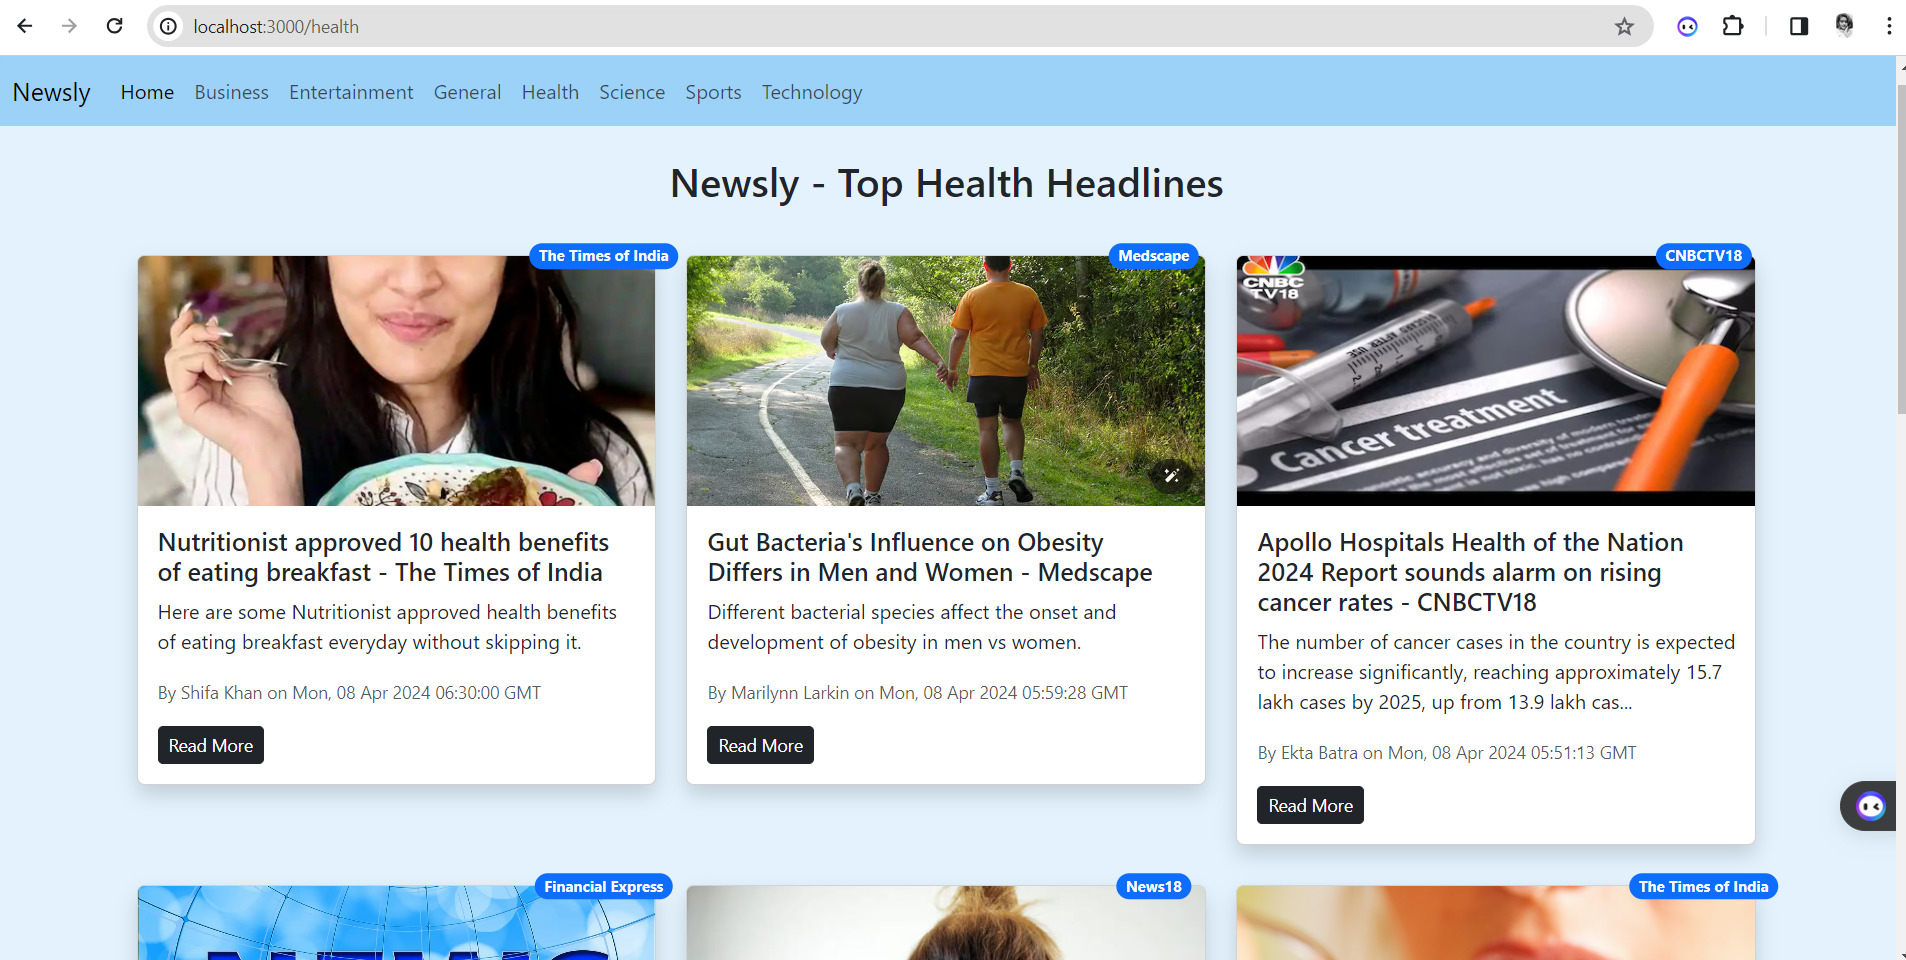 localhost:3000/health
Newsly Home Business Entertainment General Health Science Sports Technology
Newsly - Top Health Headlines
The Times of India
Nutritionist approved 10 health benefits
of eating breakfast - The Times of India
Here are some Nutritionist approved health benefits
of eating breakfast everyday without skipping it.
By Shifa Khan on Mon, 08 Apr 2024 06:30:00 GMT
Read More
Medscape
Gut Bacteria's Influence on Obesity
Differs in Men and Women - Medscape
Different bacterial species affect the onset and
development of obesity in men vs women.
By Marilynn Larkin on Mon, 08 Apr 2024 05:59:28 GMT
Read More
CNBCTV18
CNBC
TV18
Cancer treatment
Apollo Hospitals Health of the Nation
2024 Report sounds alarm on rising
cancer rates - CNBCTV18
The number of cancer cases in the country is expected
to increase significantly, reaching approximately 15.7
lakh cases by 2025, up from 13.9 lakh cas...
By Ekta Batra on Mon, 08 Apr 2024 05:51:13 GMT
Read More
Financial Express
NEWS
News18
The Times of India